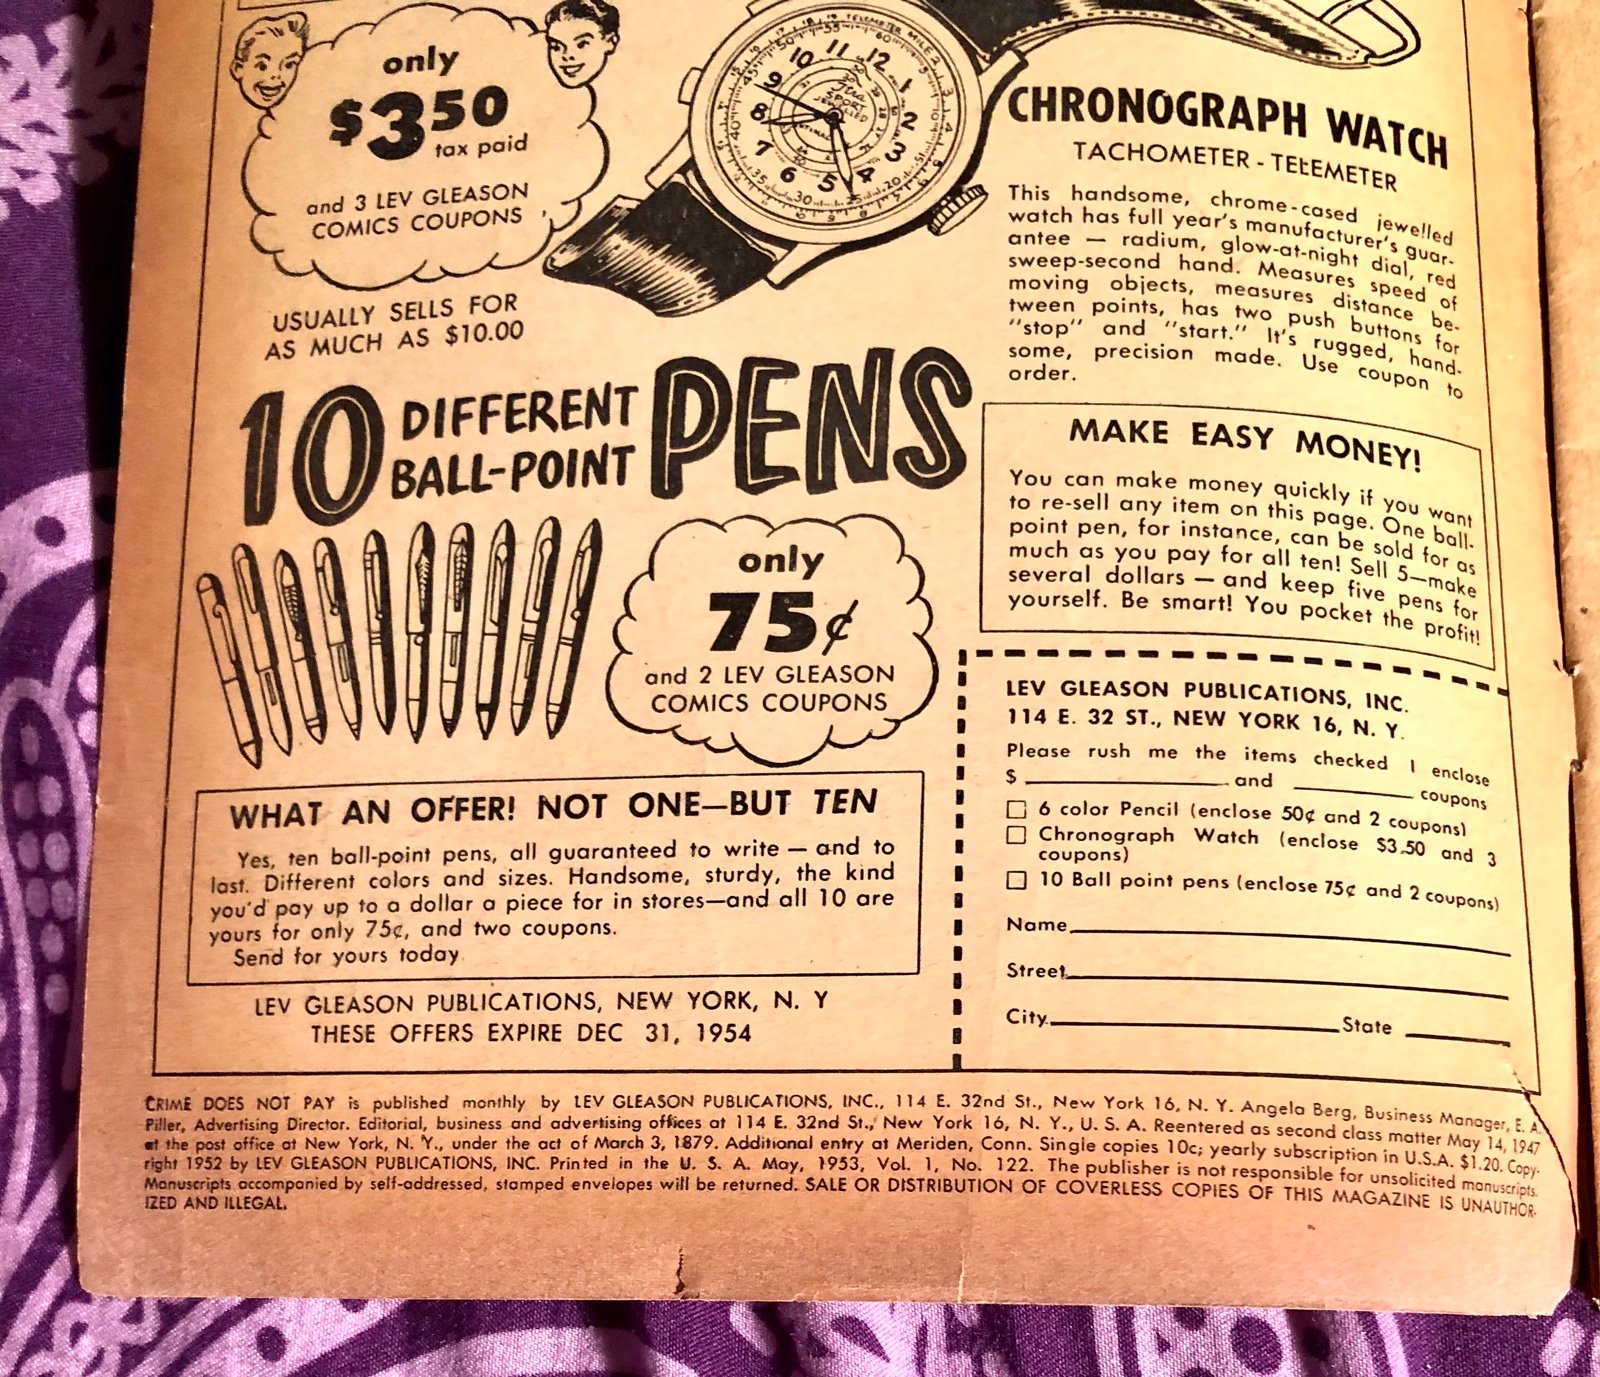 only
$3.50
tax paid
and 3 LEV GLEASON
COMICS COUPONS
USUALLY SELLS FOR
AS MUCH AS $10.00
TELEMETER MILES
11 12 1 2 3 4 5 6 7 8 9 10
CHRONOGRAPH WATCH
TACHOMETER - TELEMETER
This handsome, chrome-cased jewelled
watch has full year's manufacturer's guar-
antee — radium, glow-at-night dial, red
sweep-second hand. Measures speed of
moving objects, measures distance be-
tween points, has two push buttons for
"stop" and "start." It's rugged, hand-
some, precision made. Use coupon to
order.
10 DIFFERENT BALL-POINT PENS
only
75¢
and 2 LEV GLEASON
COMICS COUPONS
MAKE EASY MONEY!
You can make money quickly if you want
to re-sell any item on this page. One ball-
point pen, for instance, can be sold for as
much as you pay for all ten! Sell 5—make
several dollars — and keep five pens for
yourself. Be smart! You pocket the profit!
WHAT AN OFFER! NOT ONE—BUT TEN
Yes, ten ball-point pens, all guaranteed to write — and to
last. Different colors and sizes. Handsome, sturdy, the kind
you'd pay up to a dollar a piece for in stores—and all 10 are
yours for only 75¢, and two coupons.
Send for yours today
LEV GLEASON PUBLICATIONS, NEW YORK, N. Y
THESE OFFERS EXPIRE DEC 31, 1954
LEV GLEASON PUBLICATIONS, INC.
114 E. 32 ST., NEW YORK 16, N. Y.
Please rush me the items checked I enclose
$ and coupons
6 color Pencil (enclose 50¢ and 2 coupons)
Chronograph Watch (enclose $3.50 and 3
coupons)
10 Ball point pens (enclose 75¢ and 2 coupons)
Name
Street
City State
CRIME DOES NOT PAY is published monthly by LEV GLEASON PUBLICATIONS, INC., 114 E. 32nd St., New York 16, N. Y. Angela Berg, Business Manager, E. A.
Piller, Advertising Director. Editorial, business and advertising offices at 114 E. 32nd St., New York 16, N. Y., U. S. A. Reentered as second class matter May 14, 1947
at the post office at New York, N. Y., under the act of March 3, 1879. Additional entry at Meriden, Conn. Single copies 10c; yearly subscription in U.S.A. $1.20. Copy-
right 1952 by LEV GLEASON PUBLICATIONS, INC. Printed in the U. S. A. May, 1953, Vol. 1, No. 122. The publisher is not responsible for unsolicited manuscripts.
Manuscripts accompanied by self-addressed, stamped envelopes will be returned. SALE OR DISTRIBUTION OF COVERLESS COPIES OF THIS MAGAZINE IS UNAUTHOR-
IZED AND ILLEGAL.